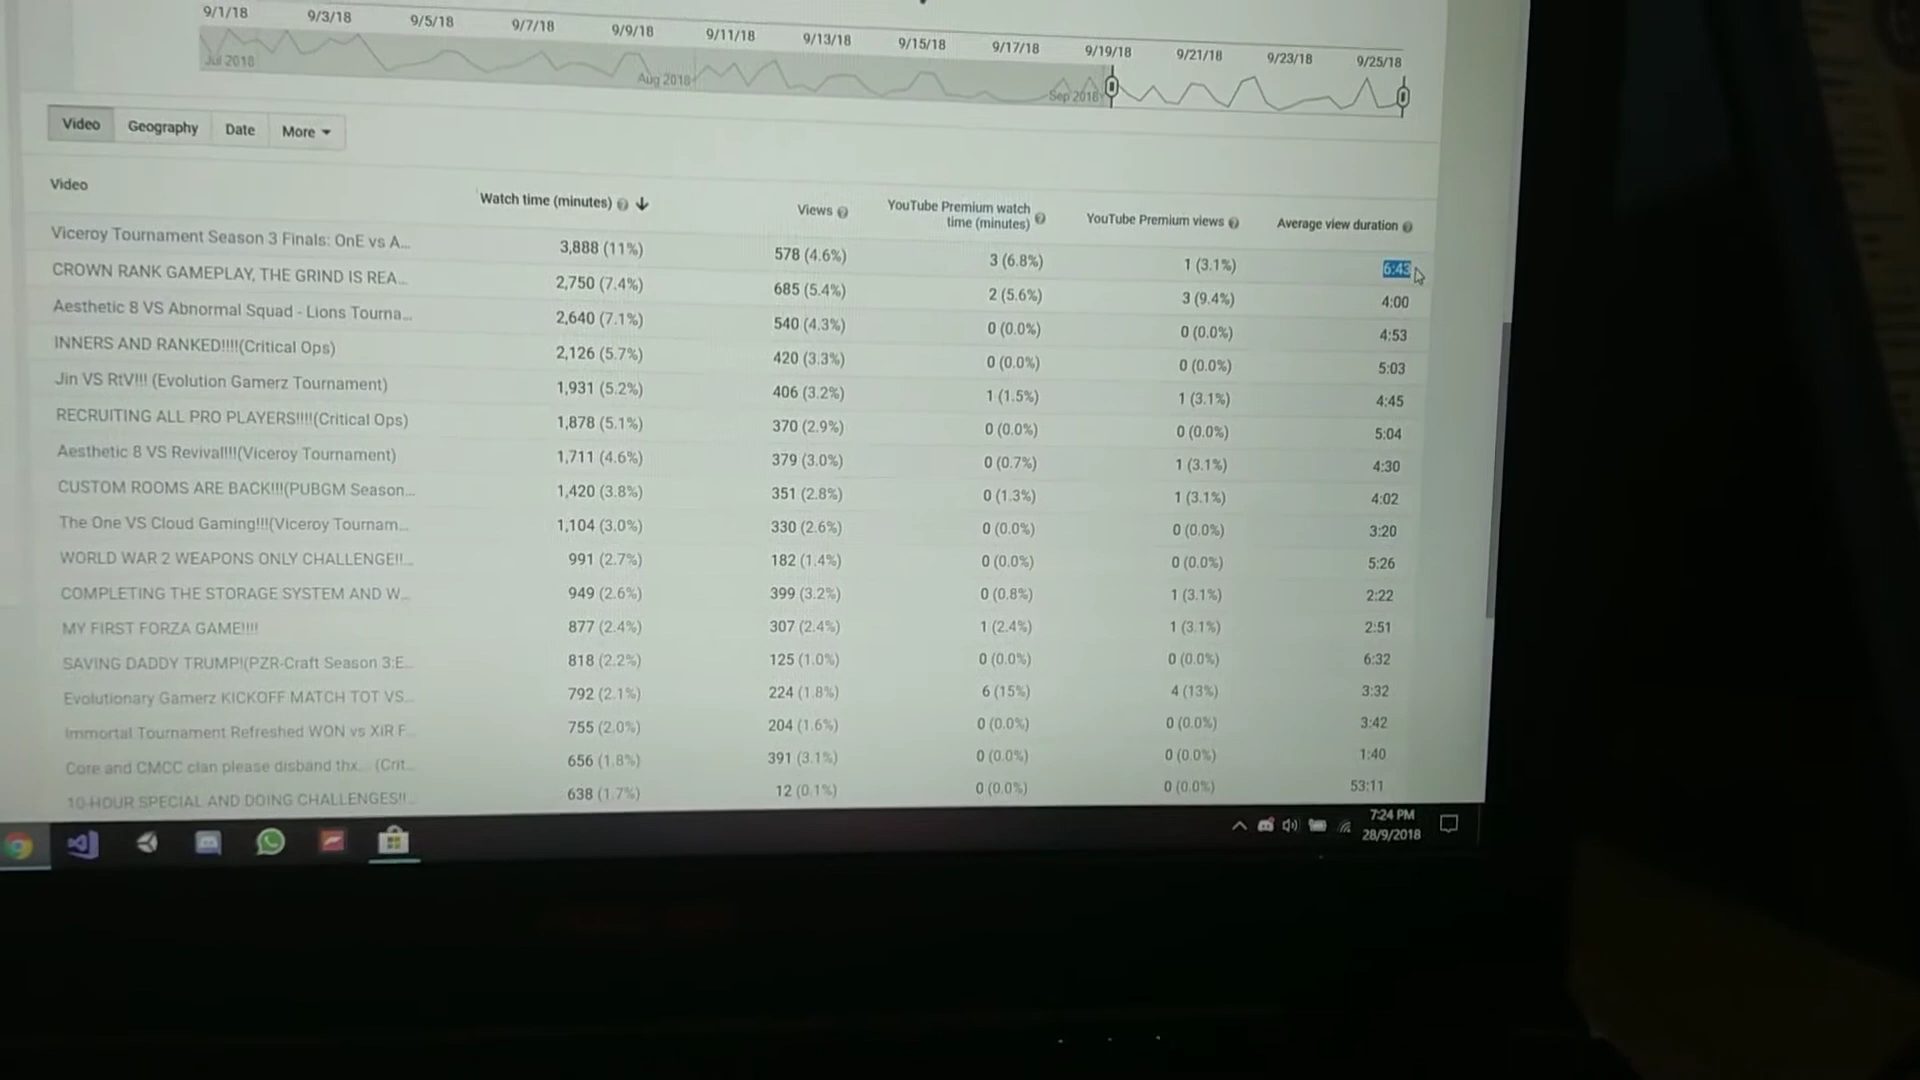 9/1/18 9/3/18 9/5/18 9/7/18 9/9/18 9/11/18 9/13/18 9/15/18 9/17/18 9/19/18 9/21/18 9/23/18 9/25/18
Jul 2018 Aug 2018 Sep 2018
Video Geography Date More
Video Watch time (minutes) Views YouTube Premium watch time (minutes) YouTube Premium views Average view duration
Viceroy Tournament Season 3 Finals: OnE vs A... 3,888 (11%) 578 (4.6%) 3 (6.8%) 1 (3.1%) 6:43
CROWN RANK GAMEPLAY, THE GRIND IS REA... 2,750 (7.4%) 685 (5.4%) 2 (5.6%) 3 (9.4%) 4:00
Aesthetic 8 VS Abnormal Squad - Lions Tourna... 2,640 (7.1%) 540 (4.3%) 0 (0.0%) 0 (0.0%) 4:53
INNERS AND RANKED!!!!(Critical Ops) 2,126 (5.7%) 420 (3.3%) 0 (0.0%) 0 (0.0%) 5:03
Jin VS RtV!!! (Evolution Gamerz Tournament) 1,931 (5.2%) 406 (3.2%) 1 (1.5%) 1 (3.1%) 4:45
RECRUITING ALL PRO PLAYERS!!!!(Critical Ops) 1,878 (5.1%) 370 (2.9%) 0 (0.0%) 0 (0.0%) 5:04
Aesthetic 8 VS Revival!!!(Viceroy Tournament) 1,711 (4.6%) 379 (3.0%) 0 (0.7%) 1 (3.1%) 4:30
CUSTOM ROOMS ARE BACK!!!(PUBGM Season... 1,420 (3.8%) 351 (2.8%) 0 (1.3%) 1 (3.1%) 4:02
The One VS Cloud Gaming!!!(Viceroy Tournam... 1,104 (3.0%) 330 (2.6%) 0 (0.0%) 0 (0.0%) 3:20
WORLD WAR 2 WEAPONS ONLY CHALLENGE!!... 991 (2.7%) 182 (1.4%) 0 (0.0%) 0 (0.0%) 5:26
COMPLETING THE STORAGE SYSTEM AND W... 949 (2.6%) 399 (3.2%) 0 (0.8%) 1 (3.1%) 2:22
MY FIRST FORZA GAME!!!! 877 (2.4%) 307 (2.4%) 1 (2.4%) 1 (3.1%) 2:51
SAVING DADDY TRUMP!(PZR-Craft Season 3:E... 818 (2.2%) 125 (1.0%) 0 (0.0%) 0 (0.0%) 6:32
Evolutionary Gamerz KICKOFF MATCH TOT VS... 792 (2.1%) 224 (1.8%) 6 (15%) 4 (13%) 3:32
Immortal Tournament Refreshed WON vs XiR F... 755 (2.0%) 204 (1.6%) 0 (0.0%) 0 (0.0%) 3:42
Core and CMCC clan please disband thx... (Crit... 656 (1.8%) 391 (3.1%) 0 (0.0%) 0 (0.0%) 1:40
10-HOUR SPECIAL AND DOING CHALLENGES!!... 638 (1.7%) 12 (0.1%) 0 (0.0%) 0 (0.0%) 53:11
7:24 PM
28/9/2018